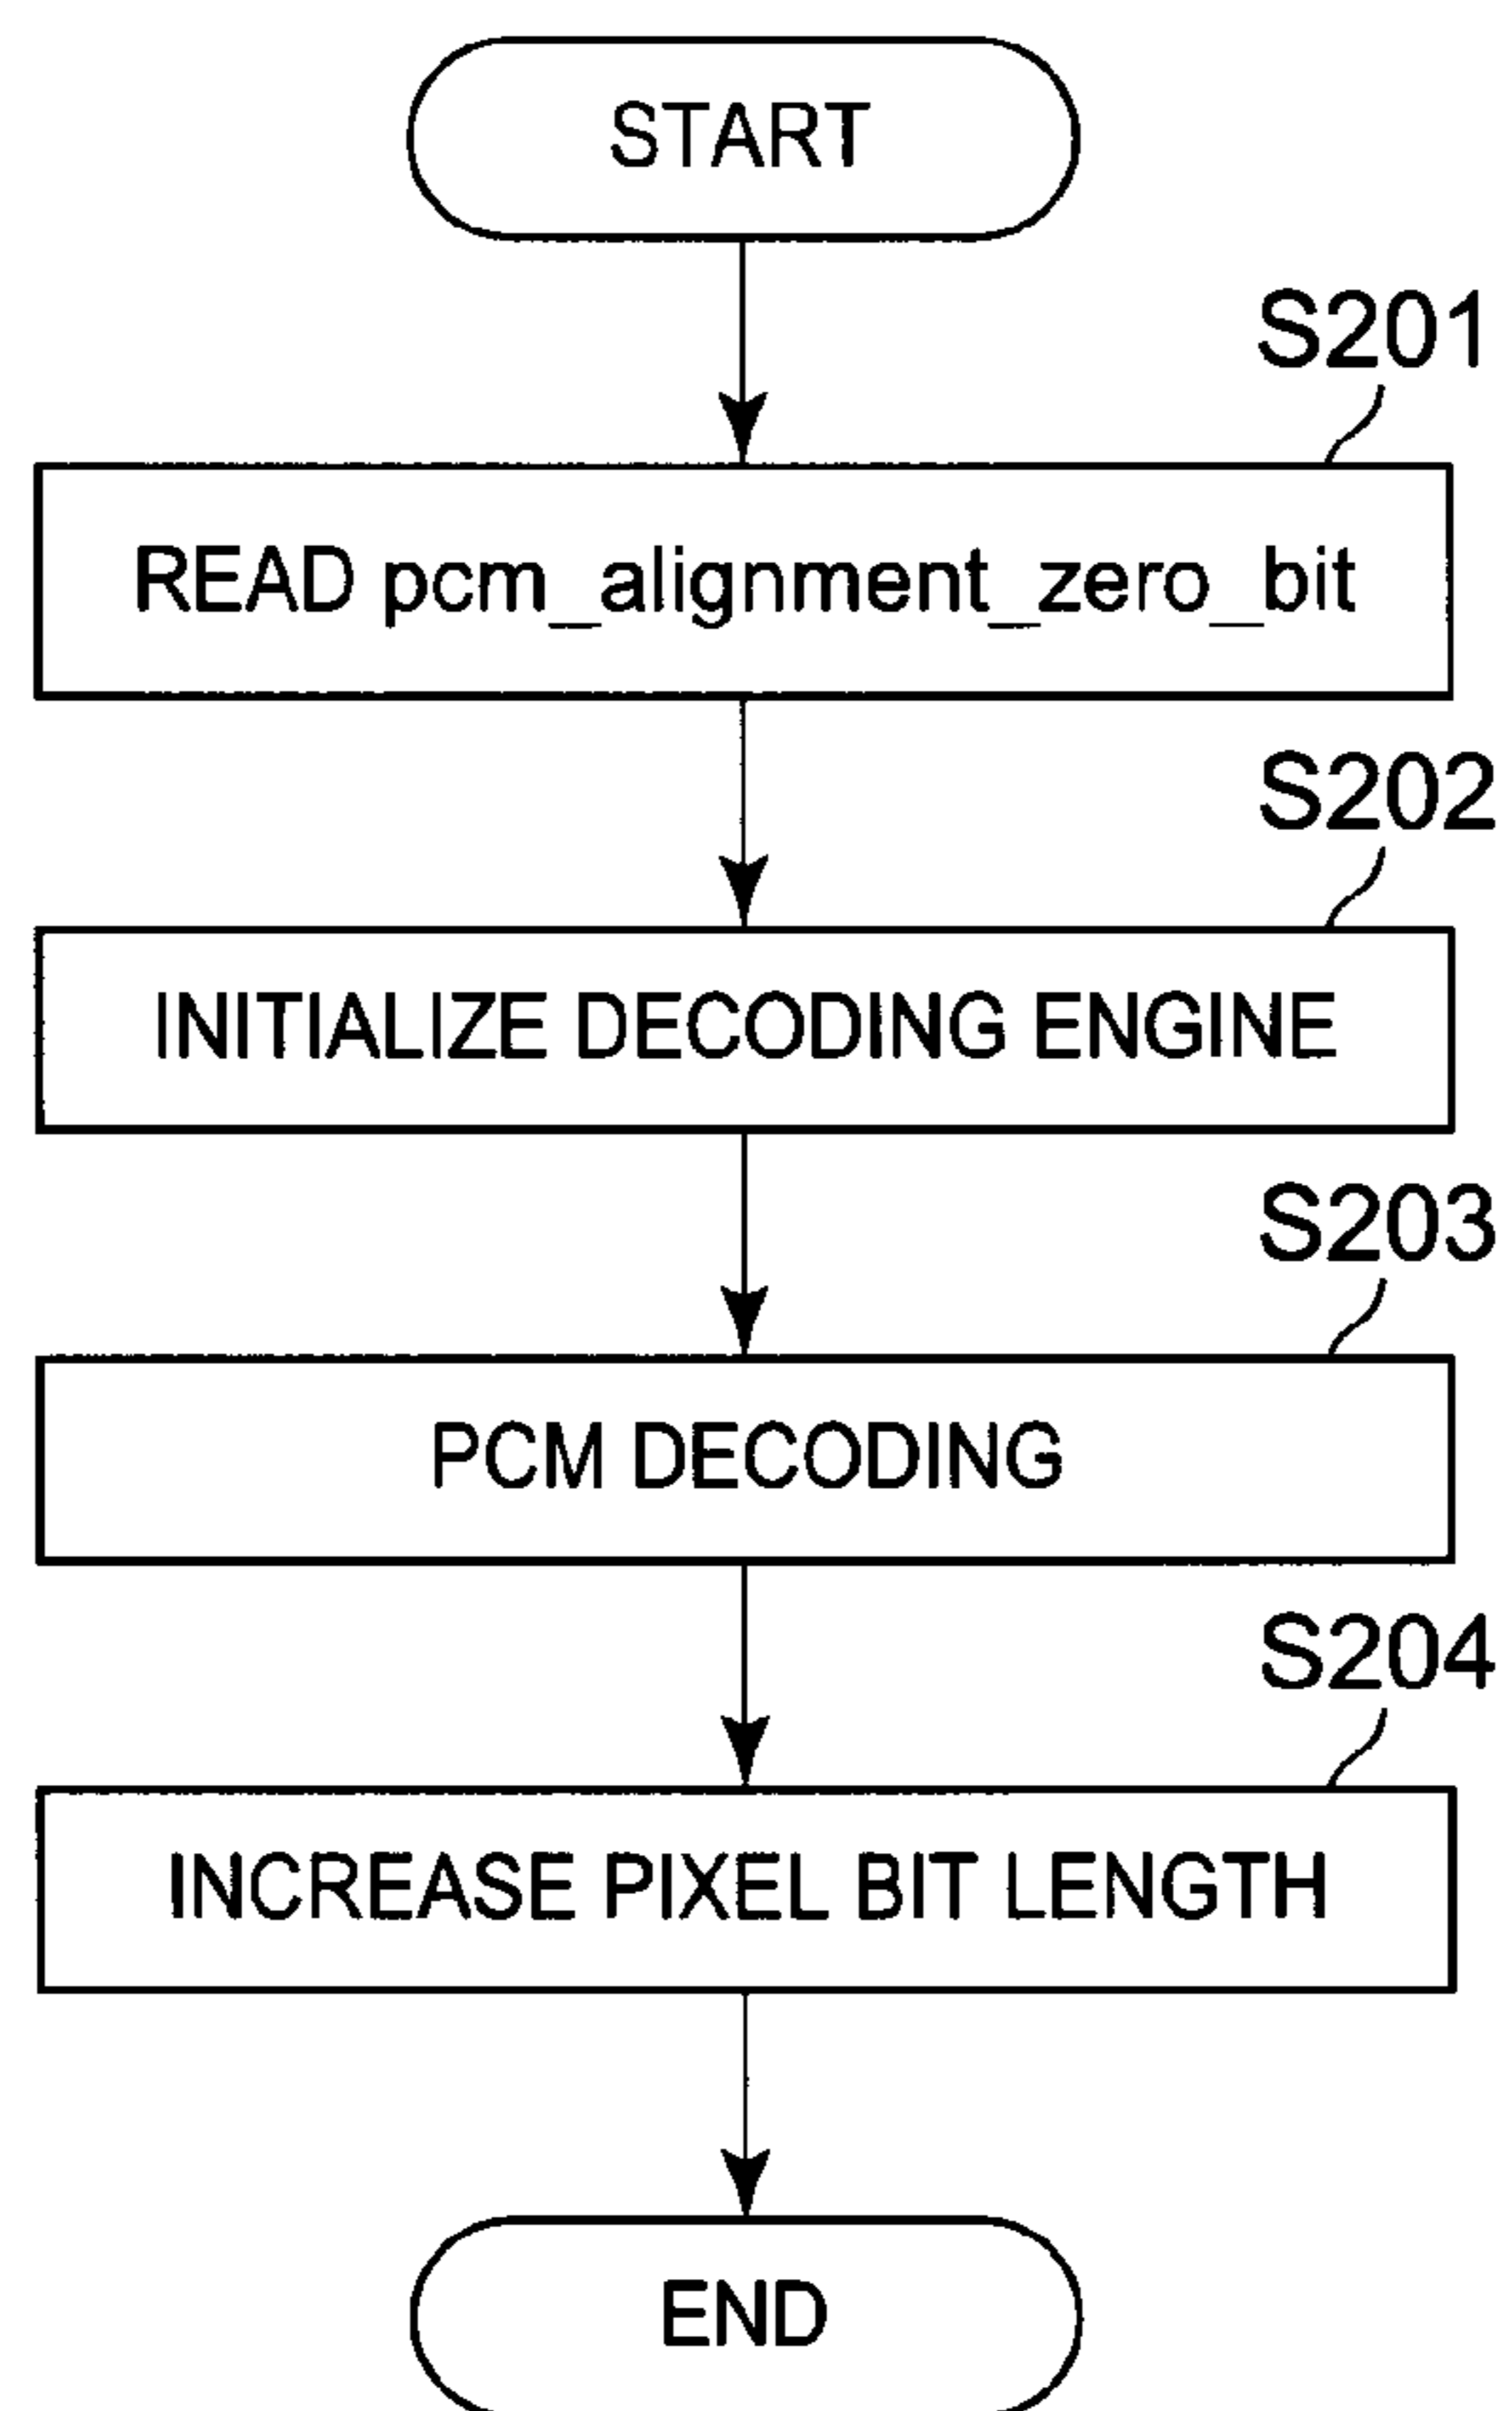 START
S201
READ pcm_alignment_zero_bit
S202
INITIALIZE DECODING ENGINE
S203
PCM DECODING
S204
INCREASE PIXEL BIT LENGTH
END